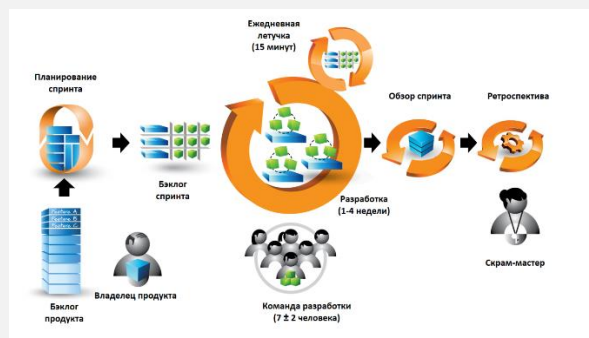 Ежедневная
летучка
(15 минут)
Планирование
спринта
Обзор спринта
Ретроспектива
Бэклог
спринта
Разработка
(1-4 недели)
Владелец продукта
Скрам-мастер
Бэклог
продукта
Команда разработки
(7 ± 2 человека)